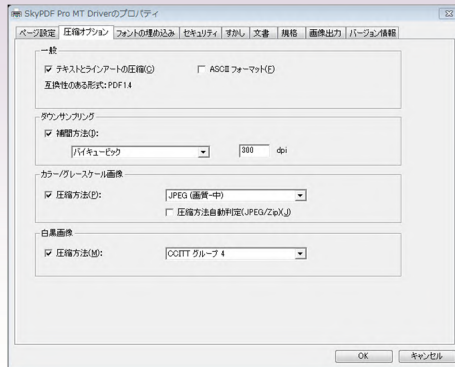 SkyPDF Pro MT Driverのプロパティ
ページ設定 圧縮オプション フォントの埋め込み セキュリティ すかし 文書 規格 画像出力 バージョン情報
一般
テキストとラインアートの圧縮(C) ASCII フォーマット(F)
互換性のある形式:PDF1.4
ダウンサンプリング
補間方法(I):
バイキュービック 300 dpi
カラー/グレースケール画像
圧縮方法(P): JPEG (画質-中)
圧縮方法自動判定(JPEG/Zip)(J)
白黒画像
圧縮方法(M): CCITT グループ 4
OK キャンセル